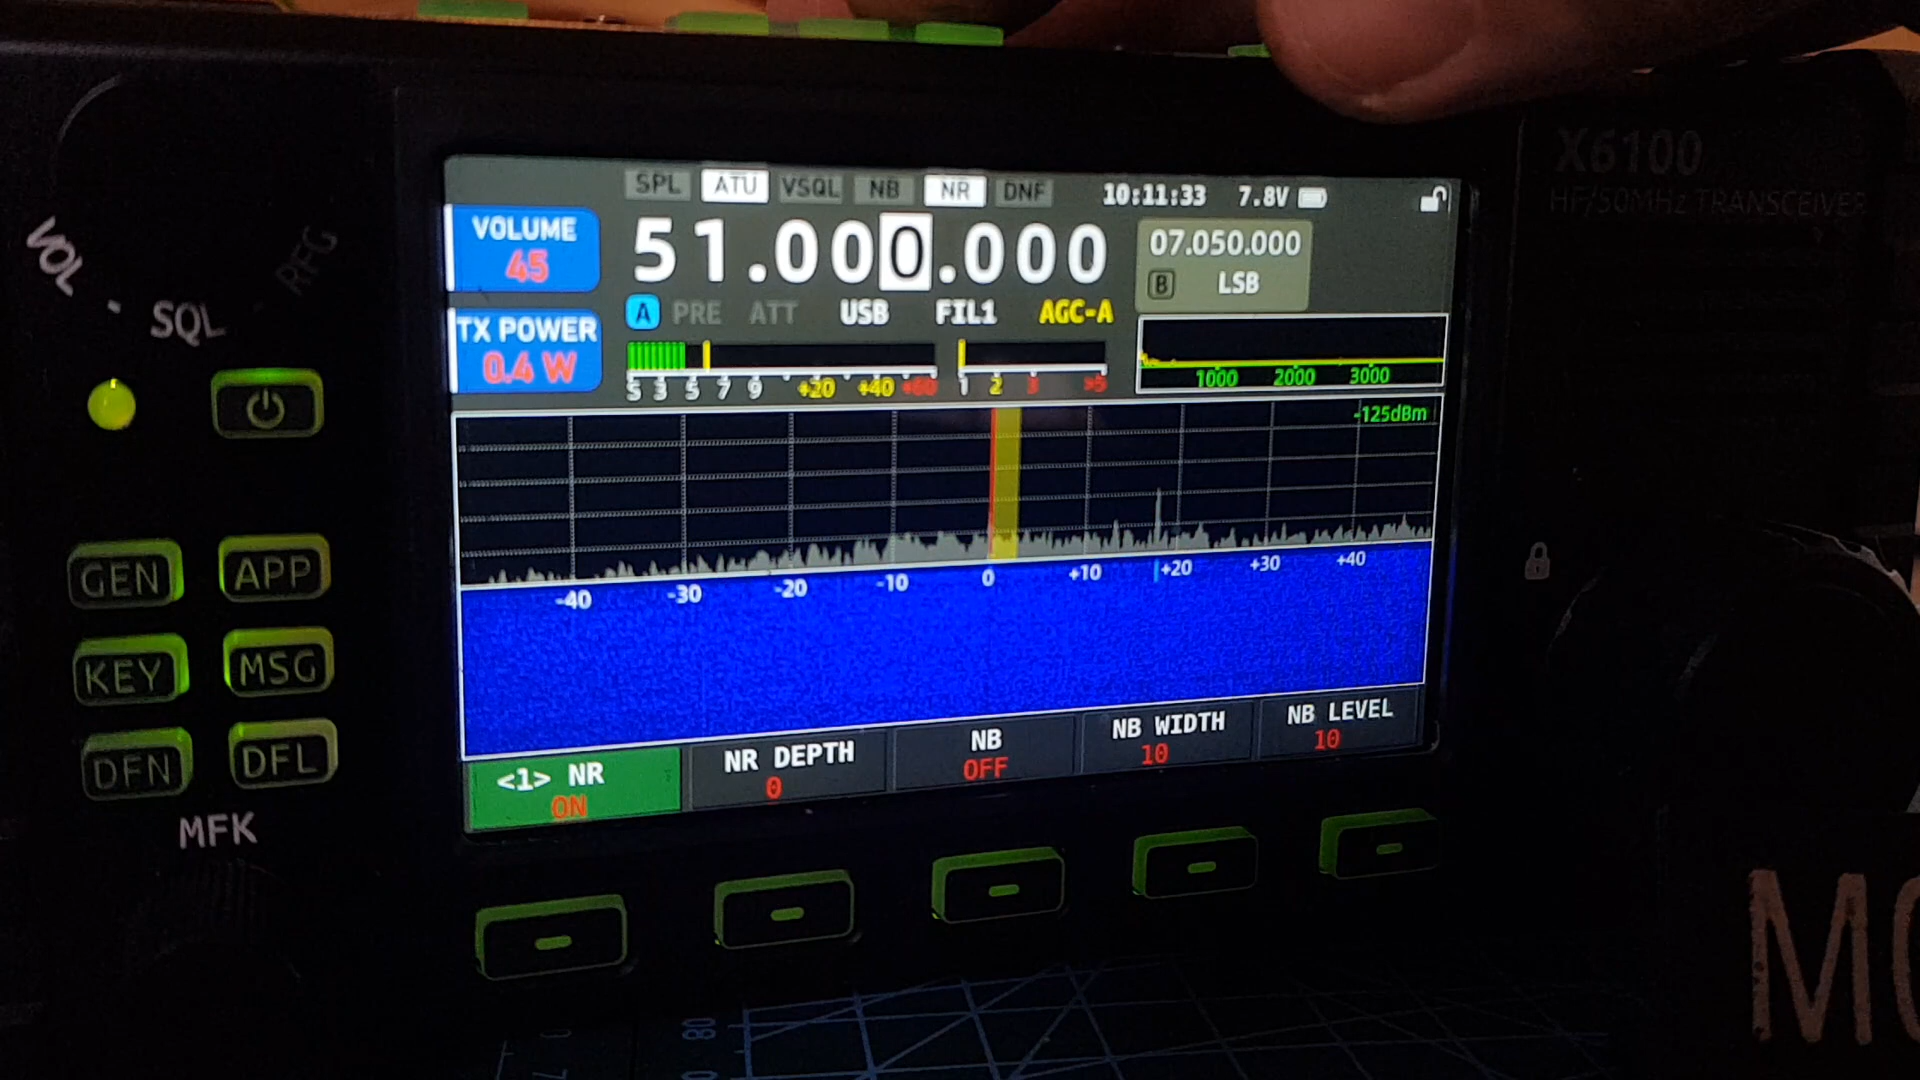 X6100
HF/50MHz TRANSCEIVER
SPL ATU VSQL NB NR DNF 10:11:33 7.8V
VOLUME
45
51.000.000
07.050.000
B LSB
A PRE ATT USB FIL1 AGC-A
TX POWER
0.4 W
S 3 5 7 9 +20 +40 +60
1 2 3 >5
1000 2000 3000
-125dBm
-40 -30 -20 -10 0 +10 +20 +30 +40
<1> NR
ON
NR DEPTH
0
NB
OFF
NB WIDTH
10
NB LEVEL
10
VOL - SQL - RFG
GEN APP
KEY MSG
DFN DFL
MFK
80